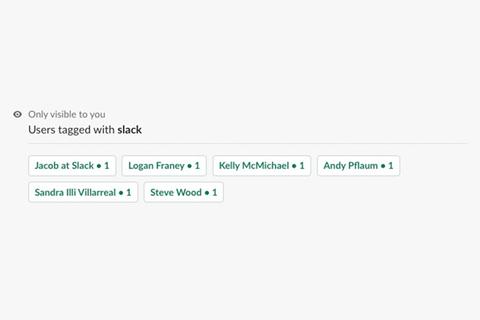 Only visible to you
Users tagged with slack
Jacob at Slack • 1 Logan Franey • 1 Kelly McMichael • 1 Andy Pflaum • 1
Sandra Illi Villarreal • 1 Steve Wood • 1